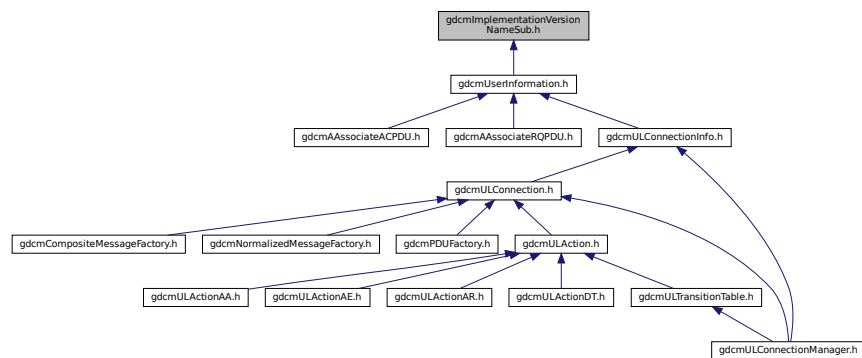 gdcmImplementationVersion
NameSub.h
gdcmUserInformation.h
gdcmAAssociateACPDU.h
gdcmAAssociateRQPDU.h
gdcmULConnectionInfo.h
gdcmULConnection.h
gdcmCompositeMessageFactory.h
gdcmNormalizedMessageFactory.h
gdcmPDUFactory.h
gdcmULAction.h
gdcmULActionAA.h
gdcmULActionAE.h
gdcmULActionAR.h
gdcmULActionDT.h
gdcmULTransitionTable.h
gdcmULConnectionManager.h